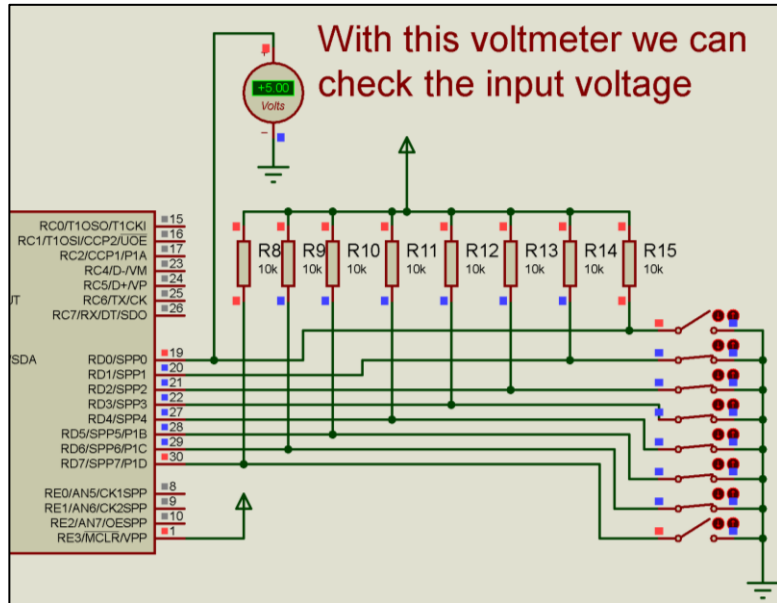 With this voltmeter we can
check the input voltage
+5.00
Volts
RC0/T1OSO/T1CKI 15
RC1/T1OSI/CCP2/UOE 16
RC2/CCP1/P1A 17
RC4/D-/VM 23
RC5/D+/VP 24
RC6/TX/CK 25
RC7/RX/DT/SDO 26
/SDA
RD0/SPP0 19
RD1/SPP1 20
RD2/SPP2 21
RD3/SPP3 22
RD4/SPP4 27
RD5/SPP5/P1B 28
RD6/SPP6/P1C 29
RD7/SPP7/P1D 30
RE0/AN5/CK1SPP 8
RE1/AN6/CK2SPP 9
RE2/AN7/OESPP 10
RE3/MCLR/VPP 1
R8 R9 R10 R11 R12 R13 R14 R15
10k 10k 10k 10k 10k 10k 10k 10k